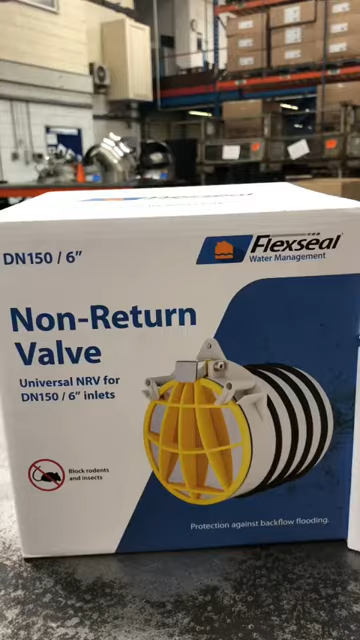 DN150 / 6"
Flexseal
Water Management
Non-Return
Valve
Universal NRV for
DN150 / 6" inlets
Block rodents
and insects
Protection against backflow flooding.